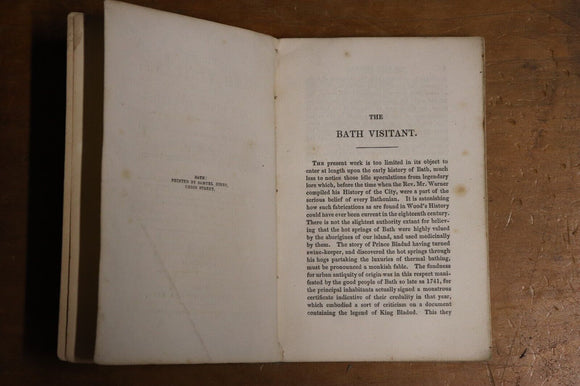 BATH:
PRINTED BY SAMUEL GIBBS,
UNION STREET.
THE
BATH VISITANT.
THE present work is too limited in its object to
enter at length upon the early history of Bath, much
less to notice those idle speculations from legendary
lore which, before the time when the Rev. Mr. Warner
compiled his History of the City, were a part of the
serious belief of every Bathonian. It is astonishing
how such fabrications as are found in Wood's History
could have ever been current in the eighteenth century.
There is not the slightest authority extant for believ-
ing that the hot springs of Bath were highly valued
by the aborigines of our island, and used medicinally
by them. The story of Prince Bladud having turned
swine-keeper, and discovered the hot springs through
his hogs partaking the luxuries of thermal bathing,
must be pronounced a monkish fable. The fondness
for urban antiquity of origin was in this respect mani-
fested by the good people of Bath so late as 1741, for
the principal inhabitants actually signed a monstrous
certificate indicative of their credulity in that year,
which embodied a sort of criticism on a document
containing the legend of King Bladud. This they